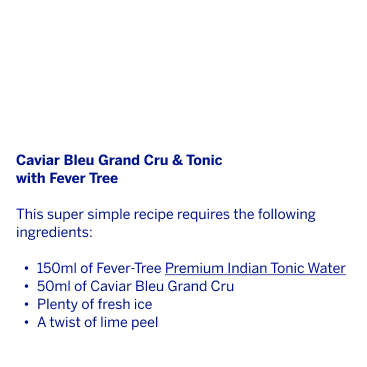 Caviar Bleu Grand Cru & Tonic
with Fever Tree
This super simple recipe requires the following
ingredients:
• 150ml of Fever-Tree Premium Indian Tonic Water
• 50ml of Caviar Bleu Grand Cru
• Plenty of fresh ice
• A twist of lime peel